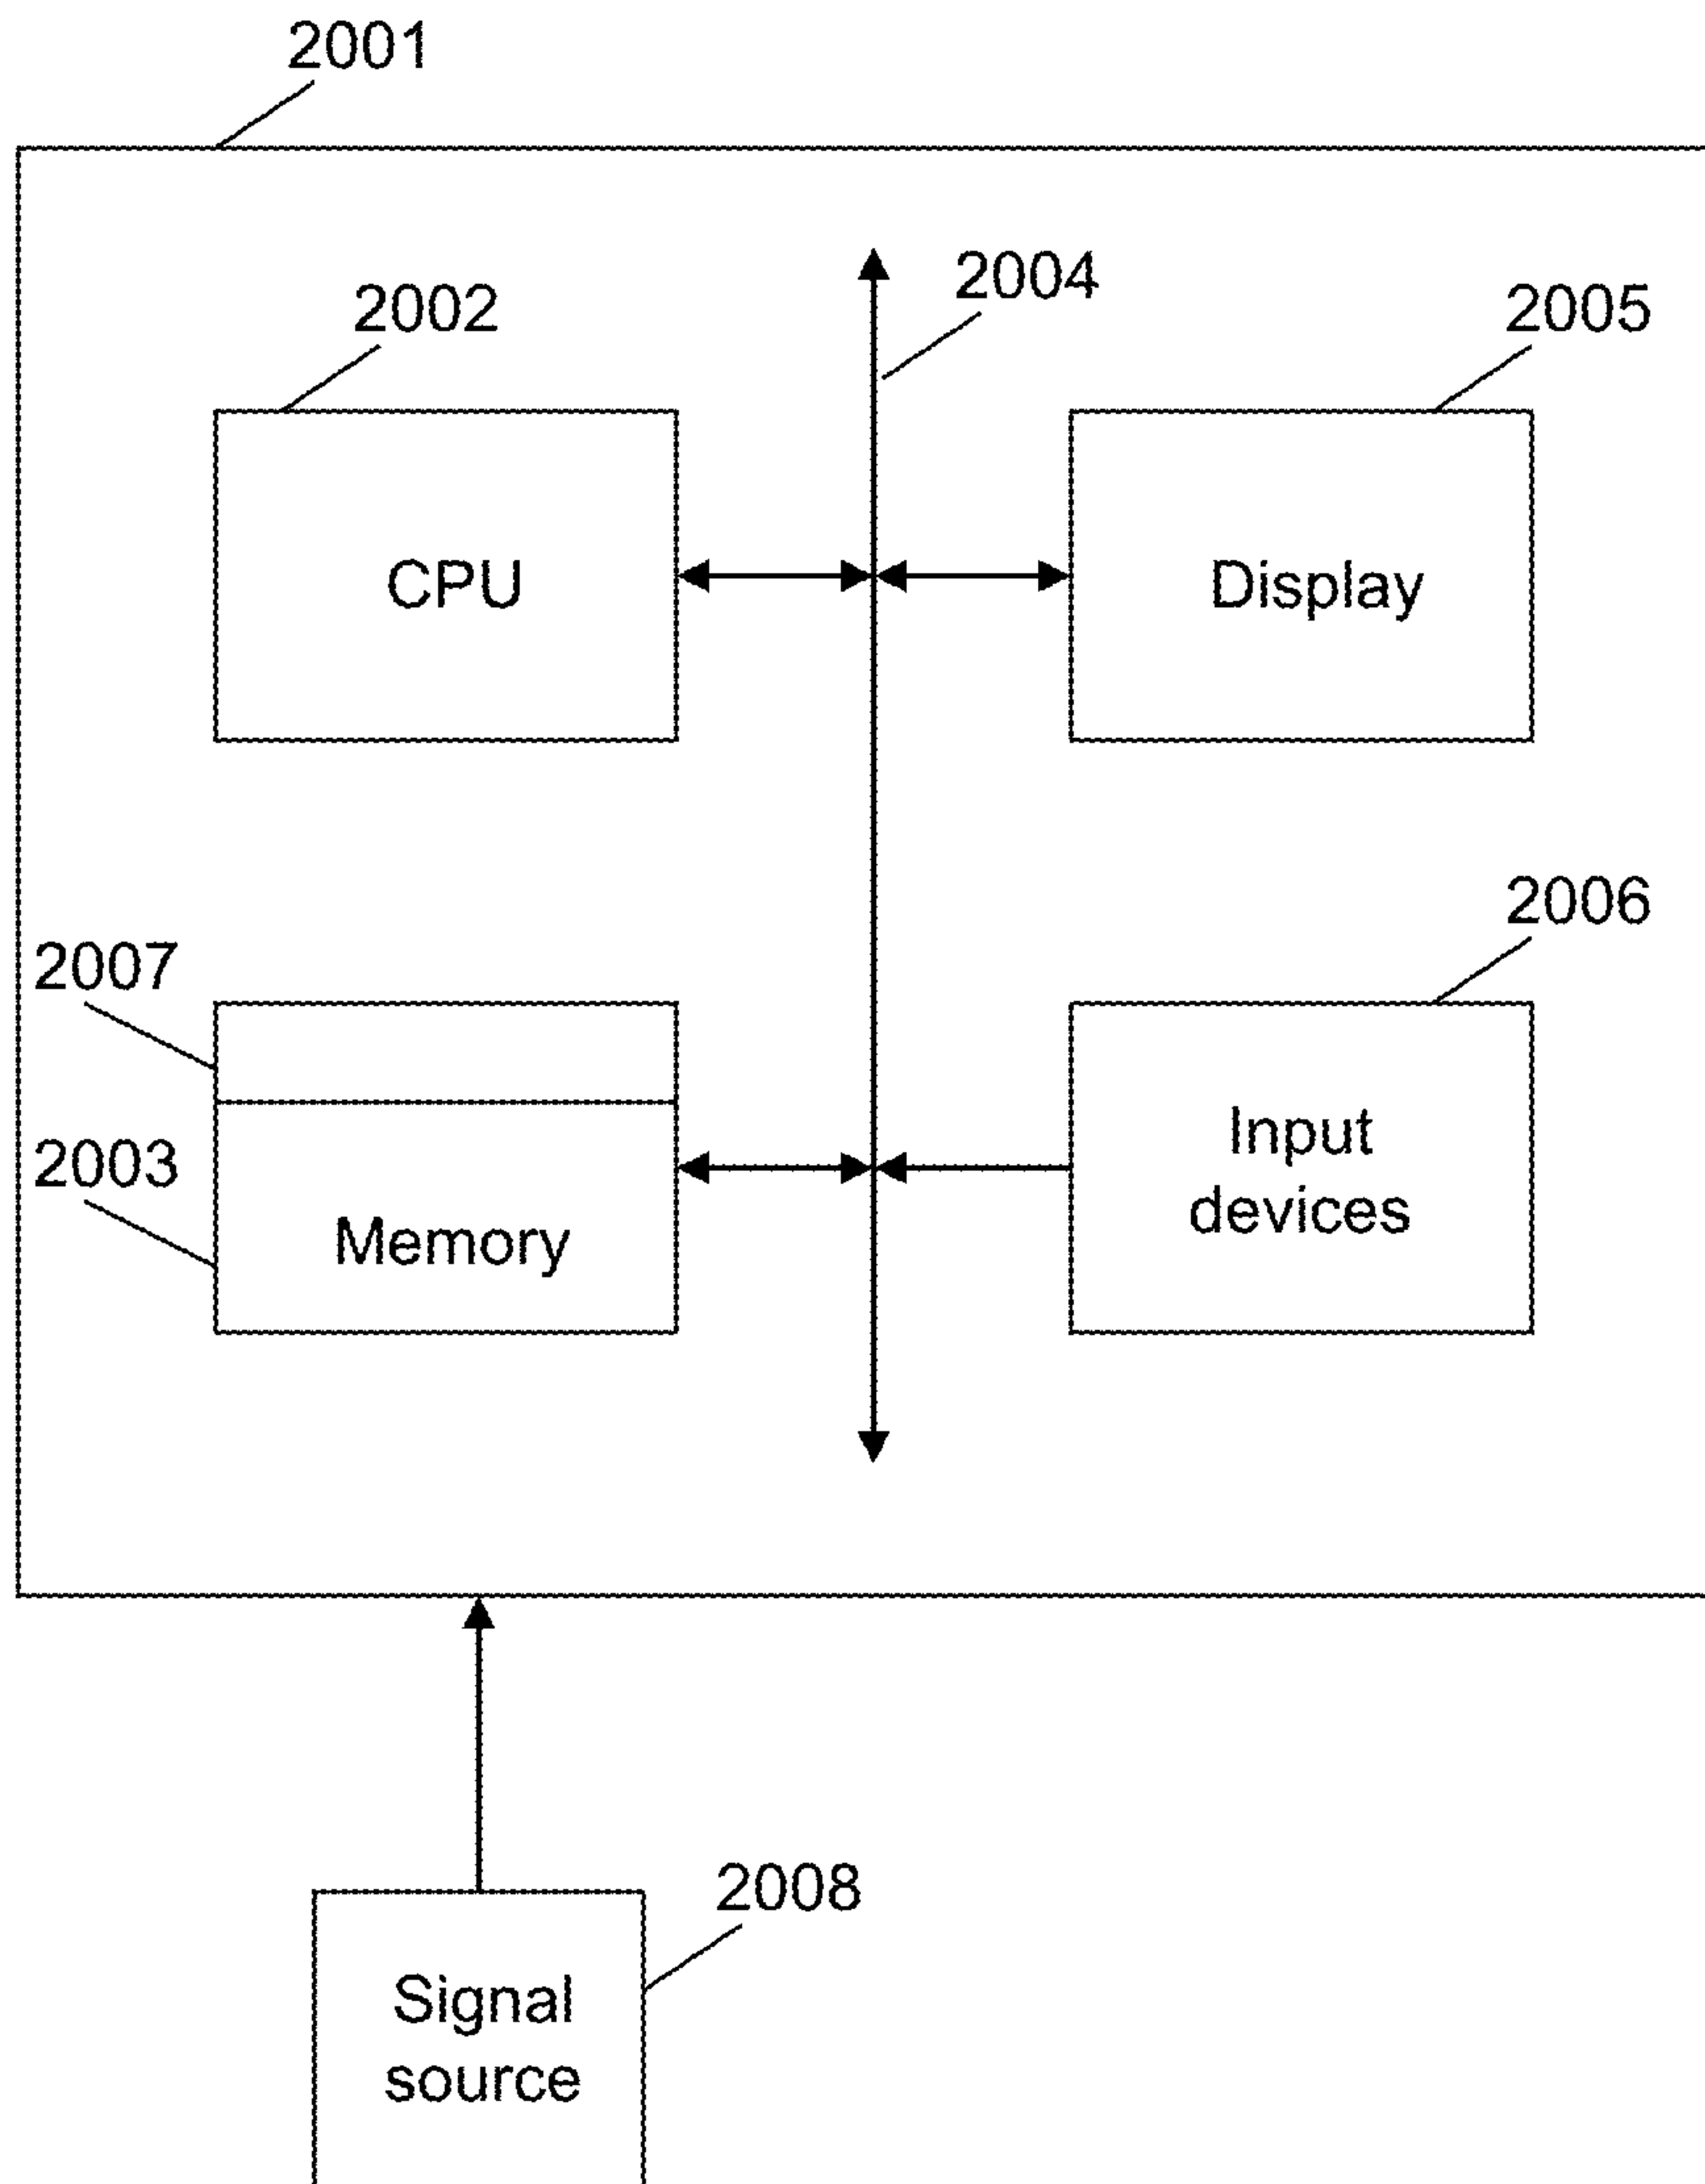 2001
2004
2002
2005
CPU
Display
2006
2007
2003
Input
devices
Memory
2008
Signal
source